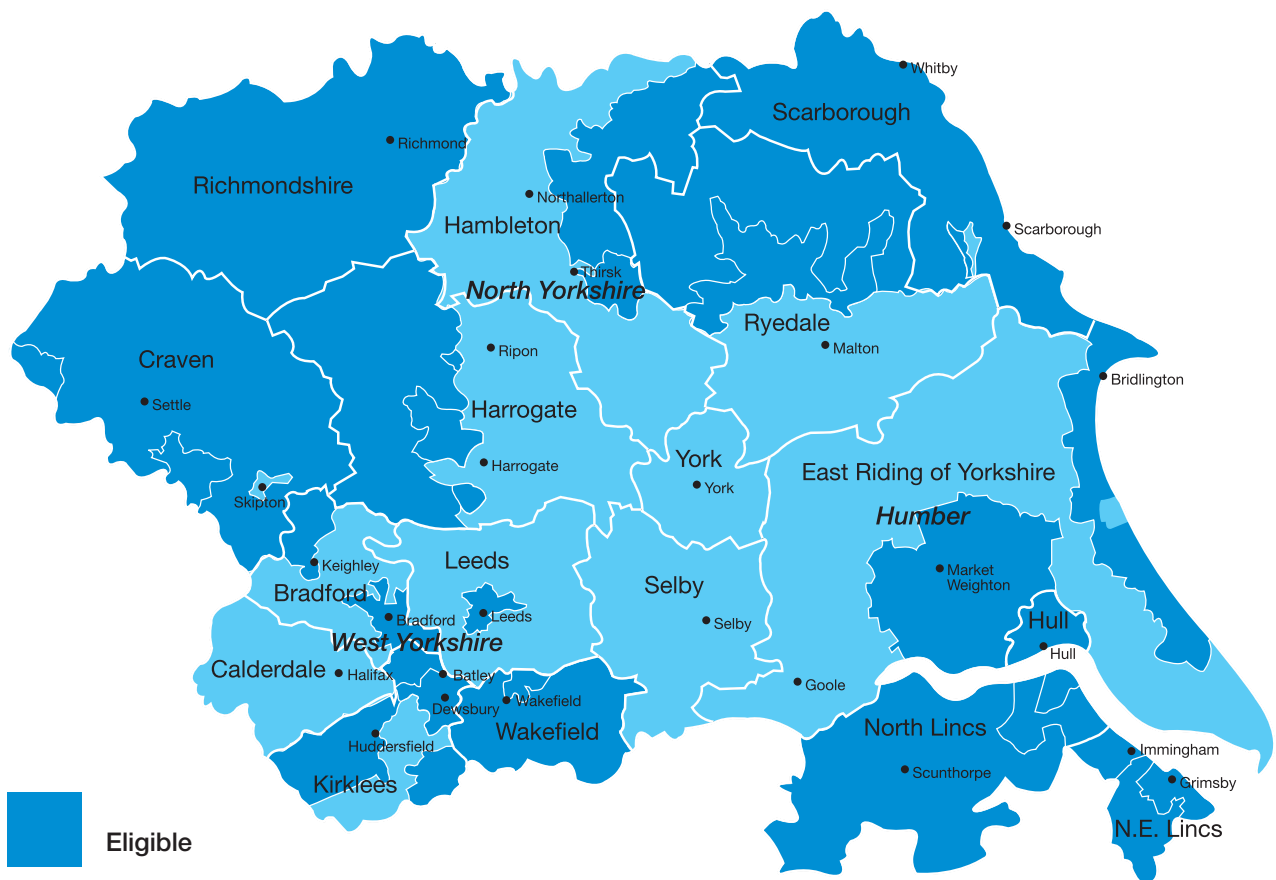 Whitby
Scarborough
Richmond
Richmondshire
Northallerton
Hambleton
Scarborough
Thirsk
North Yorkshire
Ryedale
Malton
Ripon
Craven
Bridlington
Settle
Harrogate
Harrogate
York
York
East Riding of Yorkshire
Skipton
Humber
Leeds
Keighley
Market
Weighton
Bradford
Selby
Leeds
Bradford
Selby
Hull
West Yorkshire
Hull
Calderdale
Halifax
Batley
Goole
Wakefield
Dewsbury
Wakefield
North Lincs
Huddersfield
Immingham
Scunthorpe
Kirklees
Grimsby
N.E. Lincs
Eligible